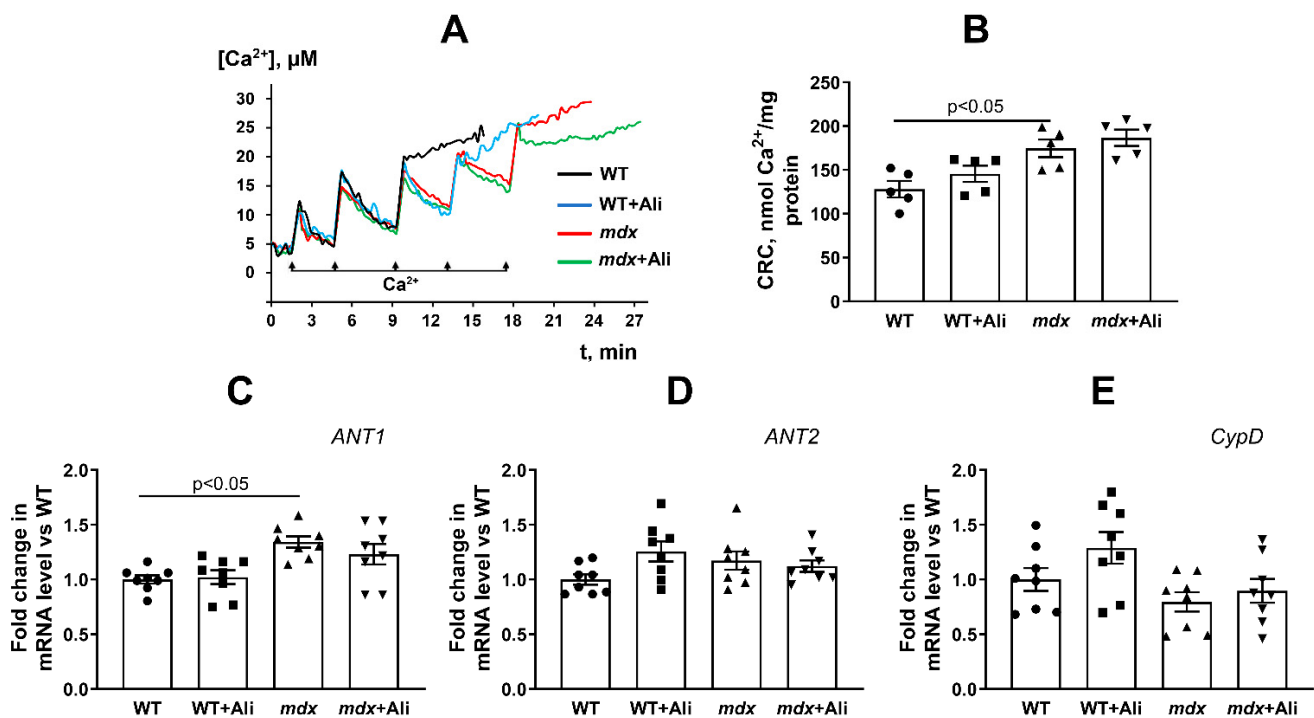 A
[Ca²⁺], µM
30
25
20
15
10
5
0
WT
WT+Ali
mdx
mdx+Ali
Ca²⁺
0 3 6 9 12 15 18 21 24 27
t, min
B
CRC, nmol Ca²⁺/mg
protein
250
200
150
100
50
0
p<0.05
WT WT+Ali mdx mdx+Ali
C
ANT1
Fold change in
mRNA level vs WT
2.0
1.5
1.0
0.5
0.0
p<0.05
WT WT+Ali mdx mdx+Ali
D
ANT2
Fold change in
mRNA level vs WT
2.0
1.5
1.0
0.5
0.0
WT WT+Ali mdx mdx+Ali
E
CypD
Fold change in
mRNA level vs WT
2.0
1.5
1.0
0.5
0.0
WT WT+Ali mdx mdx+Ali